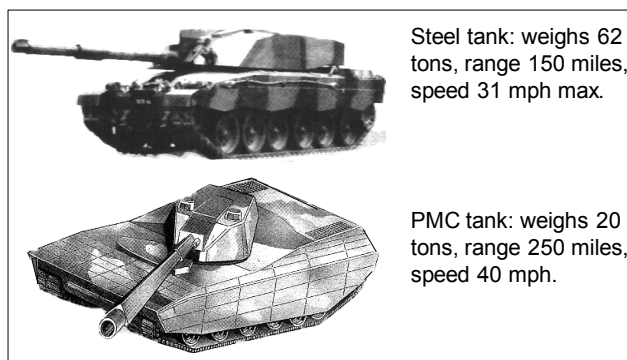 Steel tank: weighs 62
tons, range 150 miles,
speed 31 mph max.
PMC tank: weighs 20
tons, range 250 miles,
speed 40 mph.